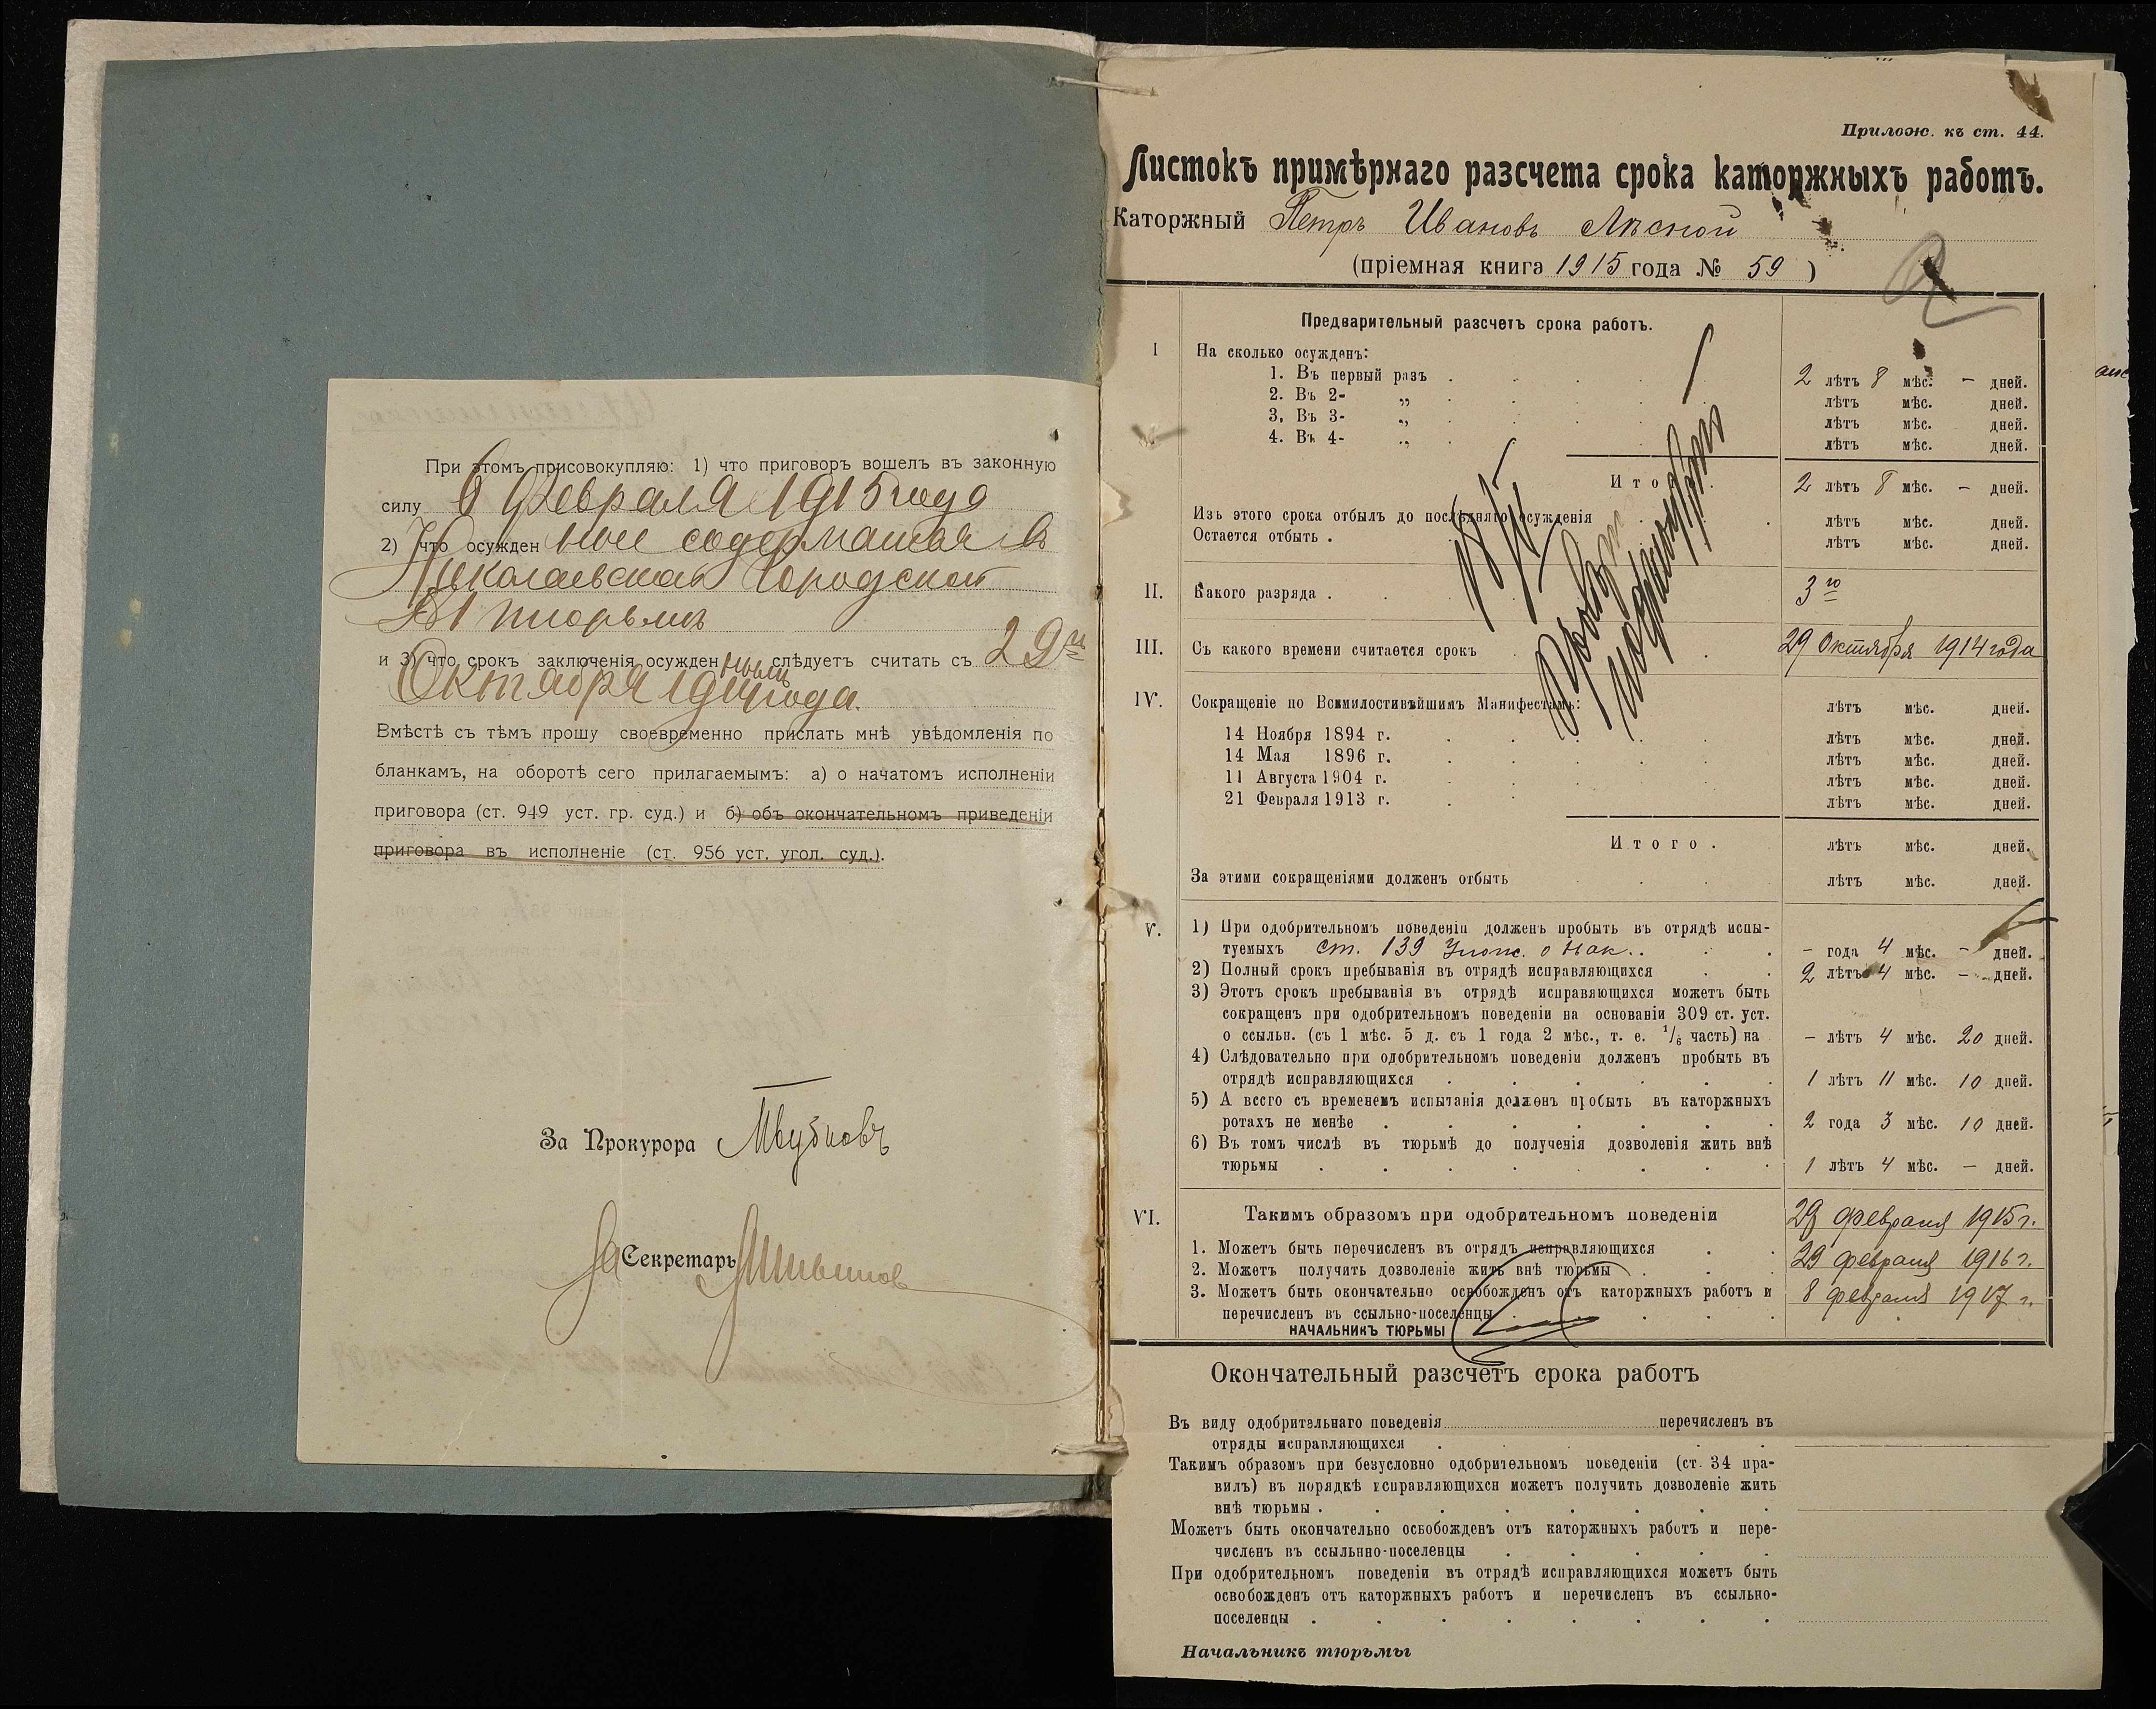 При этомъ присовокупляю: 1) что приговоръ вошелъ въ законную
силу 6 Февраля 1915 года
2) что осужден ные содержатся въ
Николаевской Городской
тюрьмѣ
и 3) что срокъ заключенія осужден нымъ слѣдуетъ считать съ 29го
Октября 1914 года.
Вмѣстѣ съ тѣмъ прошу своевременно прислать мнѣ увѣдомленія по
бланкамъ, на оборотѣ сего прилагаемымъ: а) о начатомъ исполненіи
приговора (ст. 949 уст. гр. суд.) и б) объ окончательномъ приведеніи
приговора въ исполненіе (ст. 956 уст. угол. суд.).
За Прокурора
За Секретарь
Прилож. къ ст. 44.
Листокъ примѣрнаго разсчета срока каторжныхъ работъ.
Каторжный Петръ Ивановъ Лѣсной
(пріемная книга 1915 года № 59 )
Предварительный разсчетъ срока работъ.
I На сколько осужденъ:
1. Въ первый разъ 2 лѣтъ 8 мѣс. - дней.
2. Въ 2- „ лѣтъ мѣс. дней.
3. Въ 3- „ лѣтъ мѣс. дней.
4. Въ 4- „ лѣтъ мѣс. дней.
Итого. 2 лѣтъ 8 мѣс. - дней.
Изъ этого срока отбылъ до послѣдняго осужденія лѣтъ мѣс. дней.
Остается отбыть . лѣтъ мѣс. дней.
II. Какого разряда . 3го
III. Съ какого времени считается срокъ 29 Октября 1914 года
IV. Сокращеніе по Всемилостивѣйшимъ Манифестамъ: лѣтъ мѣс. дней.
14 Ноября 1894 г. лѣтъ мѣс. дней.
14 Мая 1896 г. лѣтъ мѣс. дней.
11 Августа 1904 г. лѣтъ мѣс. дней.
21 Февраля 1913 г. лѣтъ мѣс. дней.
Итого. лѣтъ мѣс. дней.
За этими сокращеніями долженъ отбыть лѣтъ мѣс. дней.
V. 1) При одобрительномъ поведеніи долженъ пробыть въ отрядѣ испы-
туемыхъ ст. 139 Улож. о нак. - года 4 мѣс. - дней.
2) Полный срокъ пребыванія въ отрядѣ исправляющихся 2 лѣтъ 4 мѣс. - дней.
3) Этотъ срокъ пребыванія въ отрядѣ исправляющихся можетъ быть
сокращенъ при одобрительномъ поведеніи на основаніи 309 ст. уст.
о ссыльн. (съ 1 мѣс. 5 д. съ 1 года 2 мѣс., т. е. 1/6 часть) на - лѣтъ 4 мѣс. 20 дней.
4) Слѣдовательно при одобрительномъ поведеніи долженъ пробыть въ
отрядѣ исправляющихся 1 лѣтъ 11 мѣс. 10 дней.
5) А всего съ временемъ испытанія долженъ пробыть въ каторжныхъ
ротахъ не менѣе 2 года 3 мѣс. 10 дней.
6) Въ томъ числѣ въ тюрьмѣ до полученія дозволенія жить внѣ
тюрьмы 1 лѣтъ 4 мѣс. - дней.
VI. Такимъ образомъ при одобрительномъ поведеніи
1. Можетъ быть перечисленъ въ отрядъ исправляющихся 29 февраля 1915 г.
2. Можетъ получить дозволеніе жить внѣ тюрьмы 29 февраля 1916 г.
3. Можетъ быть окончательно освобожденъ отъ каторжныхъ работъ и
перечисленъ въ ссыльно-поселенцы 8 февраля 1917 г.
НАЧАЛЬНИКЪ ТЮРЬМЫ
Окончательный разсчетъ срока работъ
Въ виду одобрительнаго поведенія перечисленъ въ
отряды исправляющихся
Такимъ образомъ при безусловно одобрительномъ поведеніи (ст. 34 пра-
вилъ) въ порядкѣ исправляющихся можетъ получить дозволеніе жить
внѣ тюрьмы .
Можетъ быть окончательно освобожденъ отъ каторжныхъ работъ и пере-
численъ въ ссыльно-поселенцы
При одобрительномъ поведеніи въ отрядѣ исправляющихся можетъ быть
освобожденъ отъ каторжныхъ работъ и перечисленъ въ ссыльно-
поселенцы .
Начальникъ тюрьмы